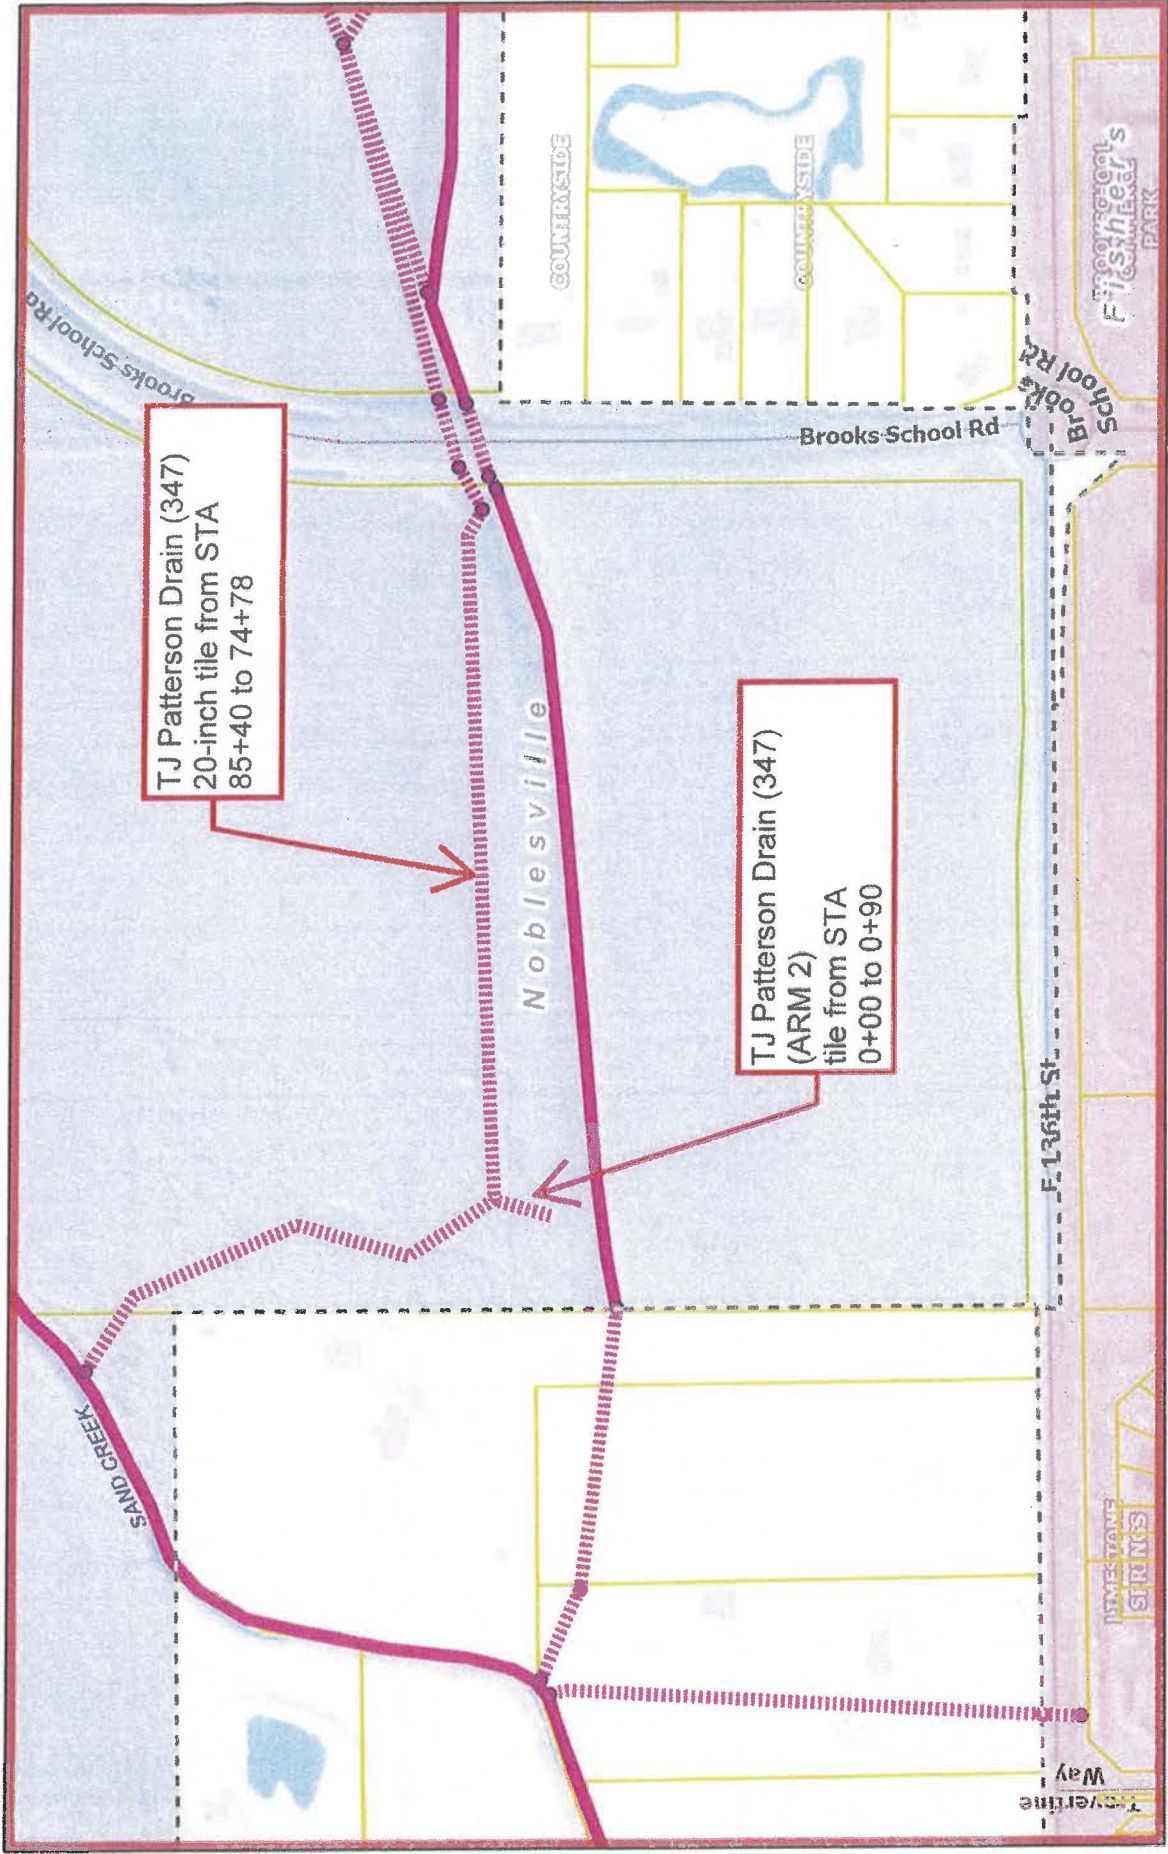 Brooks School Rd
TJ Patterson Drain (347)
20-inch tile from STA
85+40 to 74+78
COUNTRYSIDE
COUNTRYSIDE
Noblesville
SAND CREEK
TJ Patterson Drain (347)
(ARM 2)
tile from STA
0+00 to 0+90
Brooks School Rd
Brooks
School Rd
PARK
E 136th St
LIMESTONE
SPRINGS
Travertine
Way